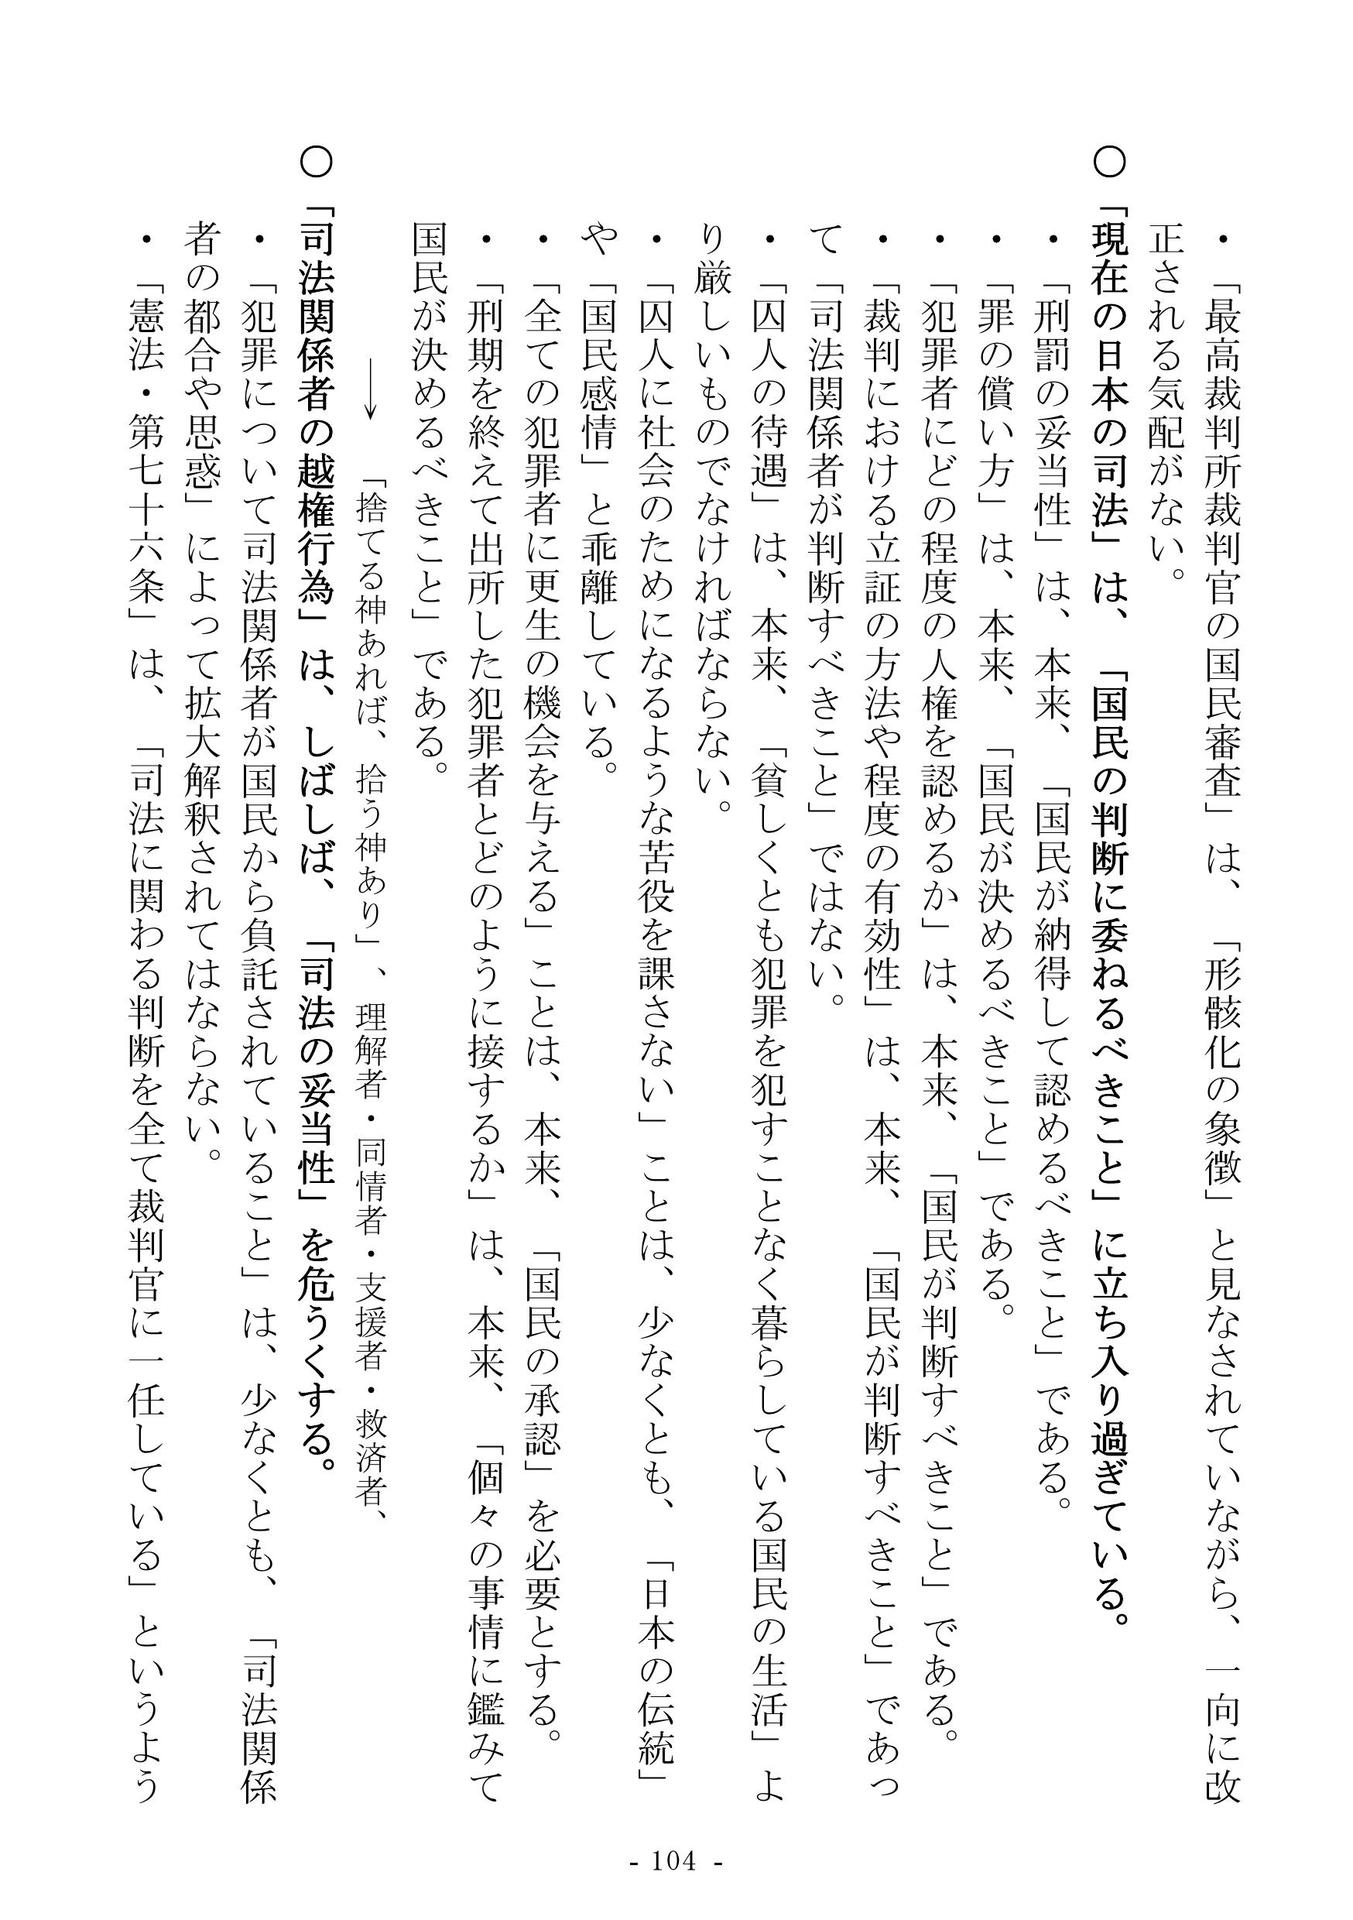 ・「最高裁判所裁判官の国民審査」は、「形骸化の象徴」と見なされていながら、一向に改
正される気配がない。
○「現在の日本の司法」は、「国民の判断に委ねるべきこと」に立ち入り過ぎている。
・「刑罰の妥当性」は、本来、「国民が納得して認めるべきこと」である。
・「罪の償い方」は、本来、「国民が決めるべきこと」である。
・「犯罪者にどの程度の人権を認めるか」は、本来、「国民が判断すべきこと」である。
・「裁判における立証の方法や程度の有効性」は、本来、「国民が判断すべきこと」であっ
て「司法関係者が判断すべきこと」ではない。
・「囚人の待遇」は、本来、「貧しくとも犯罪を犯すことなく暮らしている国民の生活」よ
り厳しいものでなければならない。
・「囚人に社会のためになるような苦役を課さない」ことは、少なくとも、「日本の伝統」
や「国民感情」と乖離している。
・「全ての犯罪者に更生の機会を与える」ことは、本来、「国民の承認」を必要とする。
・「刑期を終えて出所した犯罪者とどのように接するか」は、本来、「個々の事情に鑑みて
国民が決めるべきこと」である。
→ 「捨てる神あれば、拾う神あり」、理解者・同情者・支援者・救済者、
○「司法関係者の越権行為」は、しばしば、「司法の妥当性」を危うくする。
・「犯罪について司法関係者が国民から負託されていること」は、少なくとも、「司法関係
者の都合や思惑」によって拡大解釈されてはならない。
・「憲法・第七十六条」は、「司法に関わる判断を全て裁判官に一任している」というよう
- 104 -